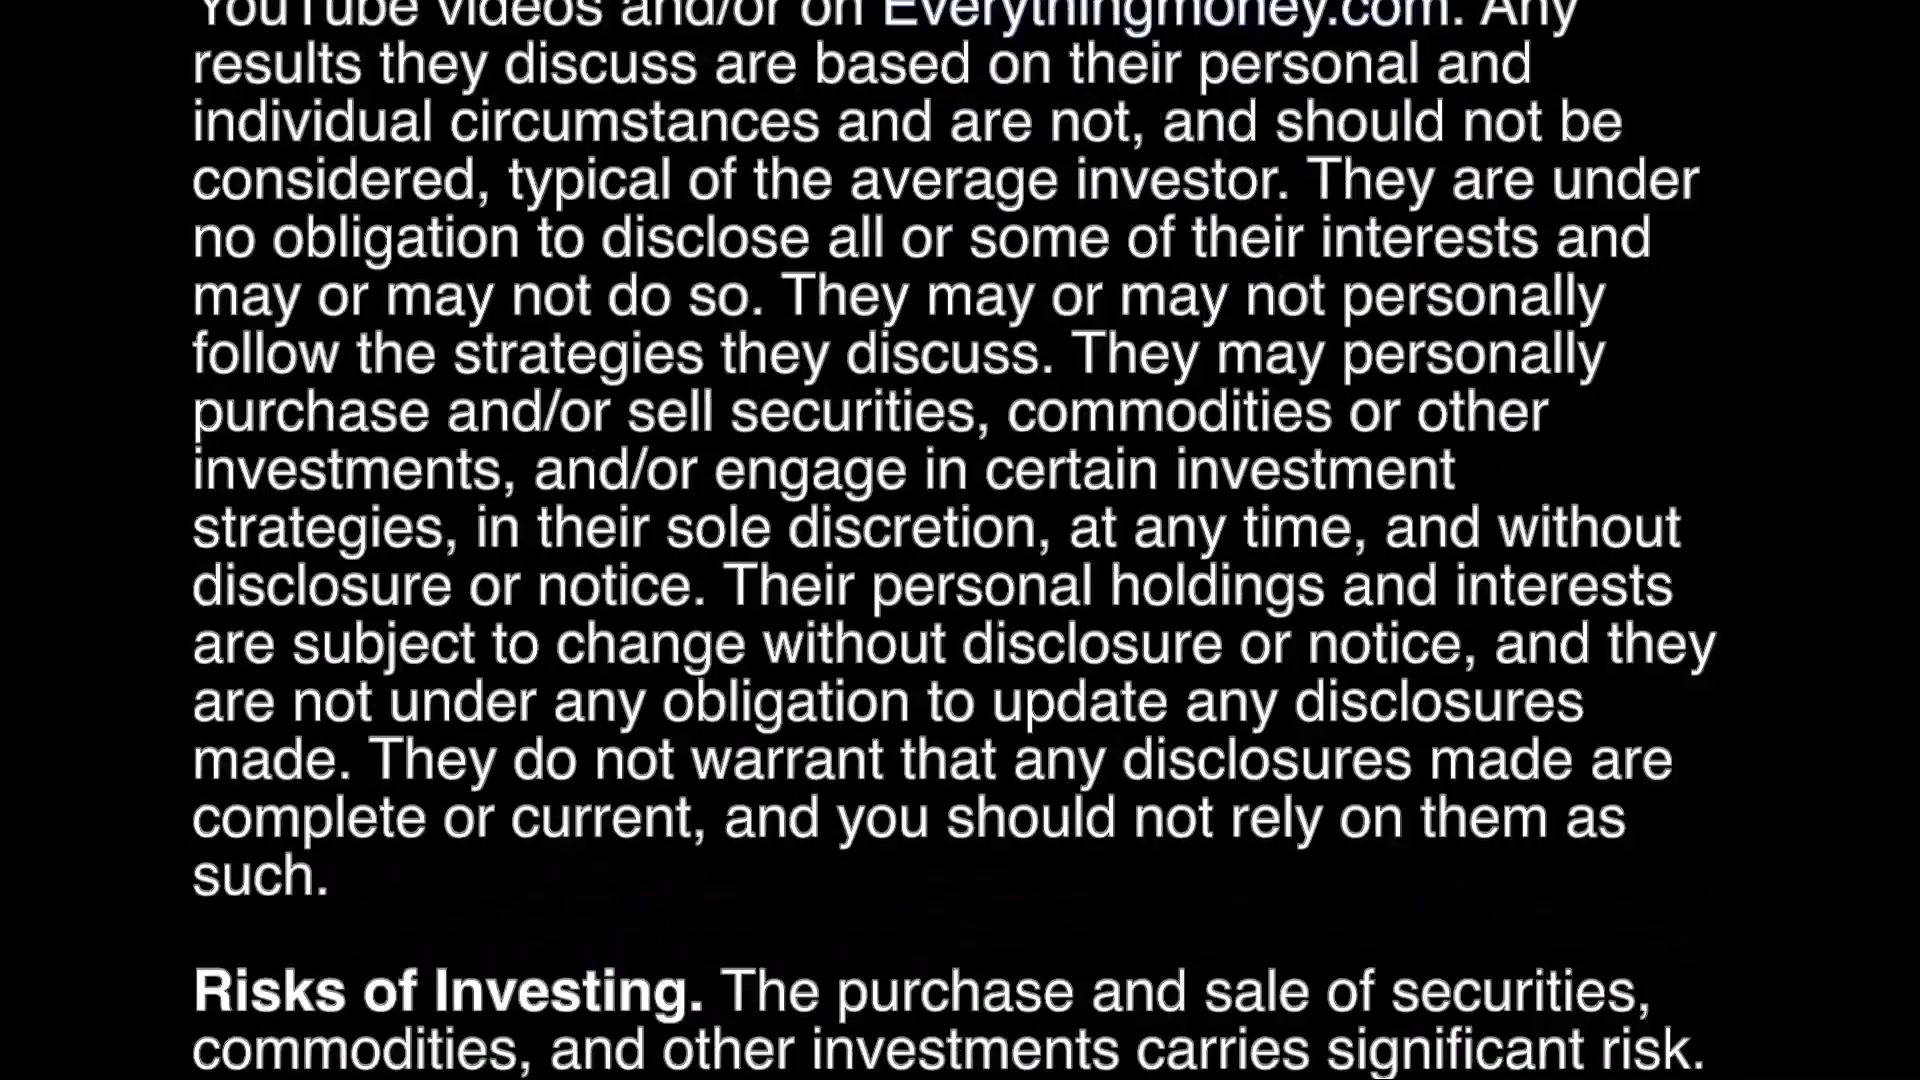 YouTube videos and/or on Everythingmoney.com. Any
results they discuss are based on their personal and
individual circumstances and are not, and should not be
considered, typical of the average investor. They are under
no obligation to disclose all or some of their interests and
may or may not do so. They may or may not personally
follow the strategies they discuss. They may personally
purchase and/or sell securities, commodities or other
investments, and/or engage in certain investment
strategies, in their sole discretion, at any time, and without
disclosure or notice. Their personal holdings and interests
are subject to change without disclosure or notice, and they
are not under any obligation to update any disclosures
made. They do not warrant that any disclosures made are
complete or current, and you should not rely on them as
such.
Risks of Investing. The purchase and sale of securities,
commodities, and other investments carries significant risk.